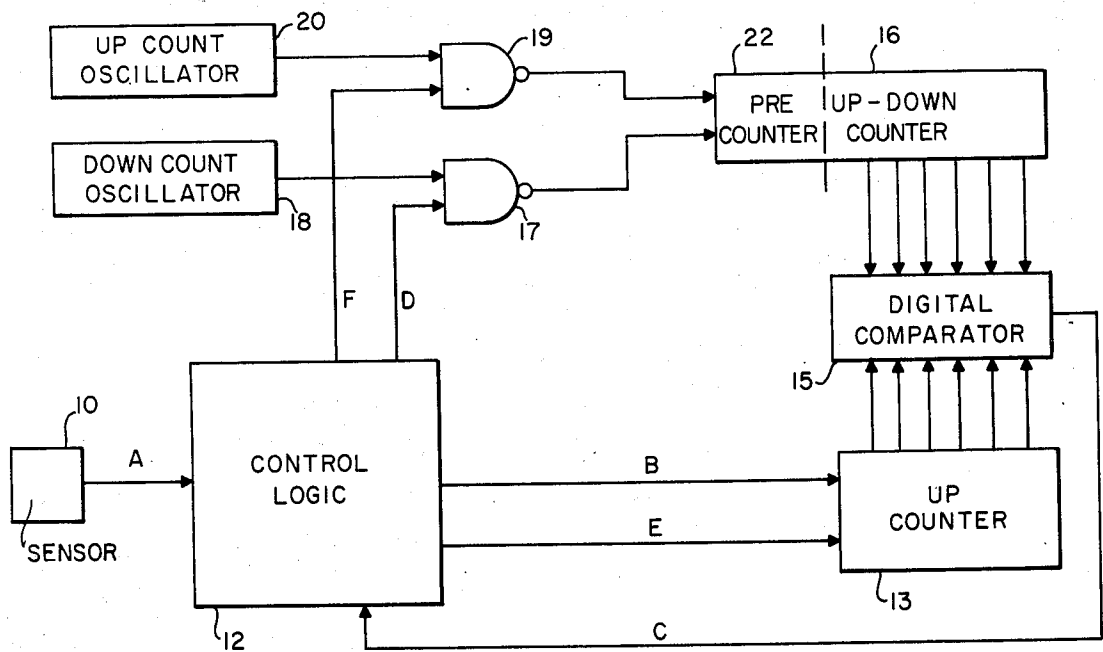 20
UP COUNT
OSCILLATOR
19
22
16
PRE
COUNTER
UP-DOWN
COUNTER
DOWN COUNT
OSCILLATOR
18
17
F
D
DIGITAL
COMPARATOR
15
10
A
CONTROL
LOGIC
B
E
UP
COUNTER
SENSOR
13
12
C